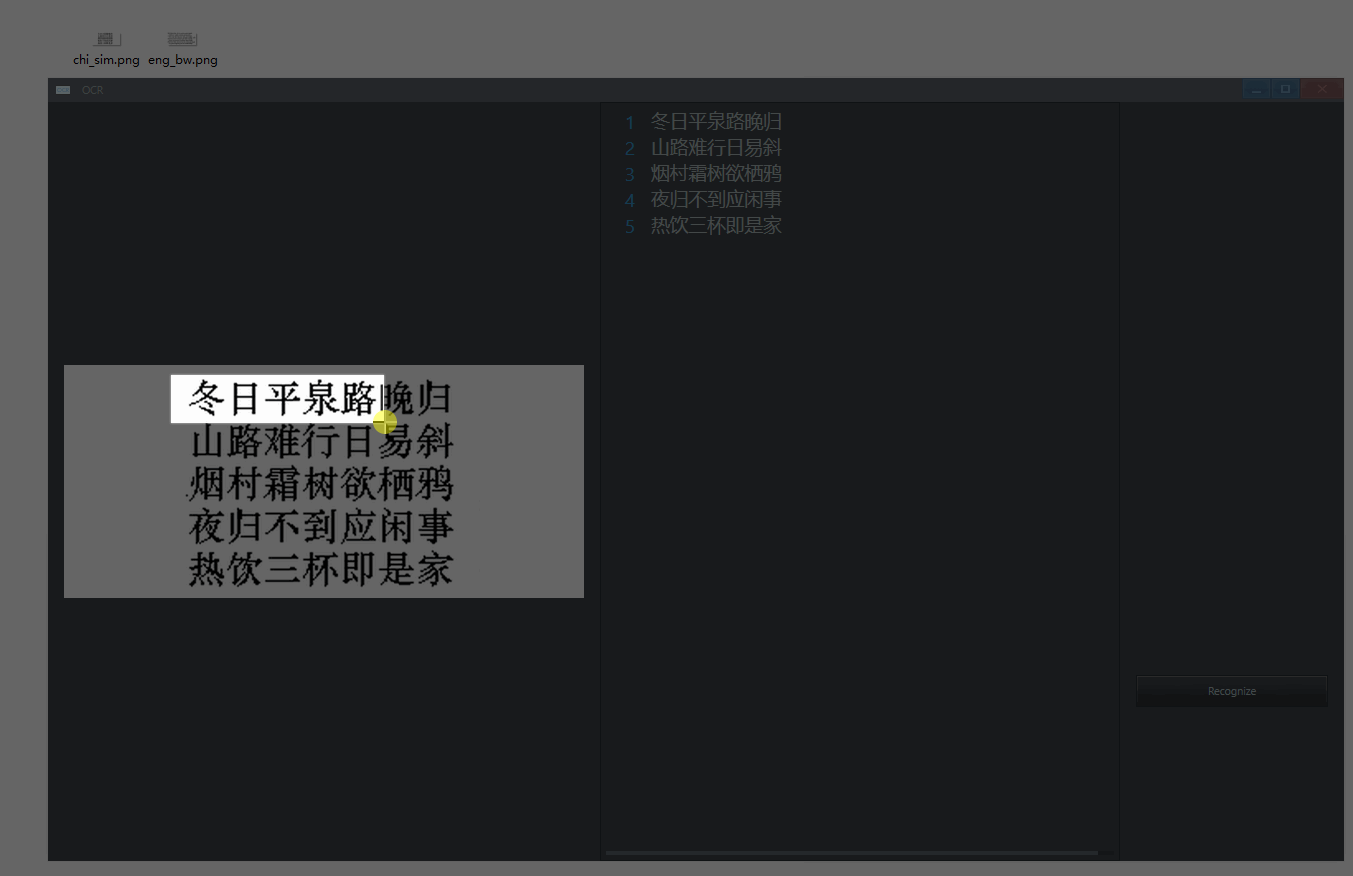 chi_sim.png eng_bw.png
OCR
冬日平泉路晚归
山路难行日易斜
烟村霜树欲栖鸦
夜归不到应闲事
热饮三杯即是家
1 冬日平泉路晚归
2 山路难行日易斜
3 烟村霜树欲栖鸦
4 夜归不到应闲事
5 热饮三杯即是家
Recognize